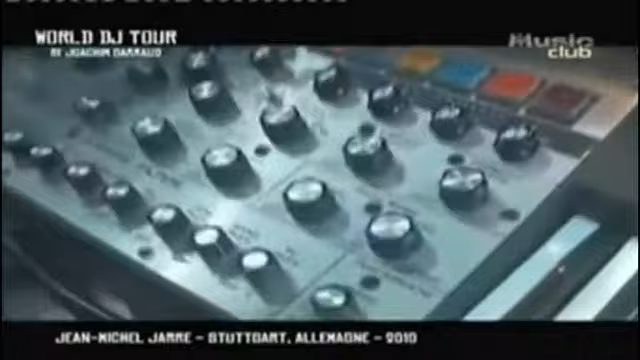 WORLD DJ TOUR
BY JOACHIM GARRAUD
Music
club
JEAN-MICHEL JARRE - STUTTGART, ALLEMAGNE - 2010